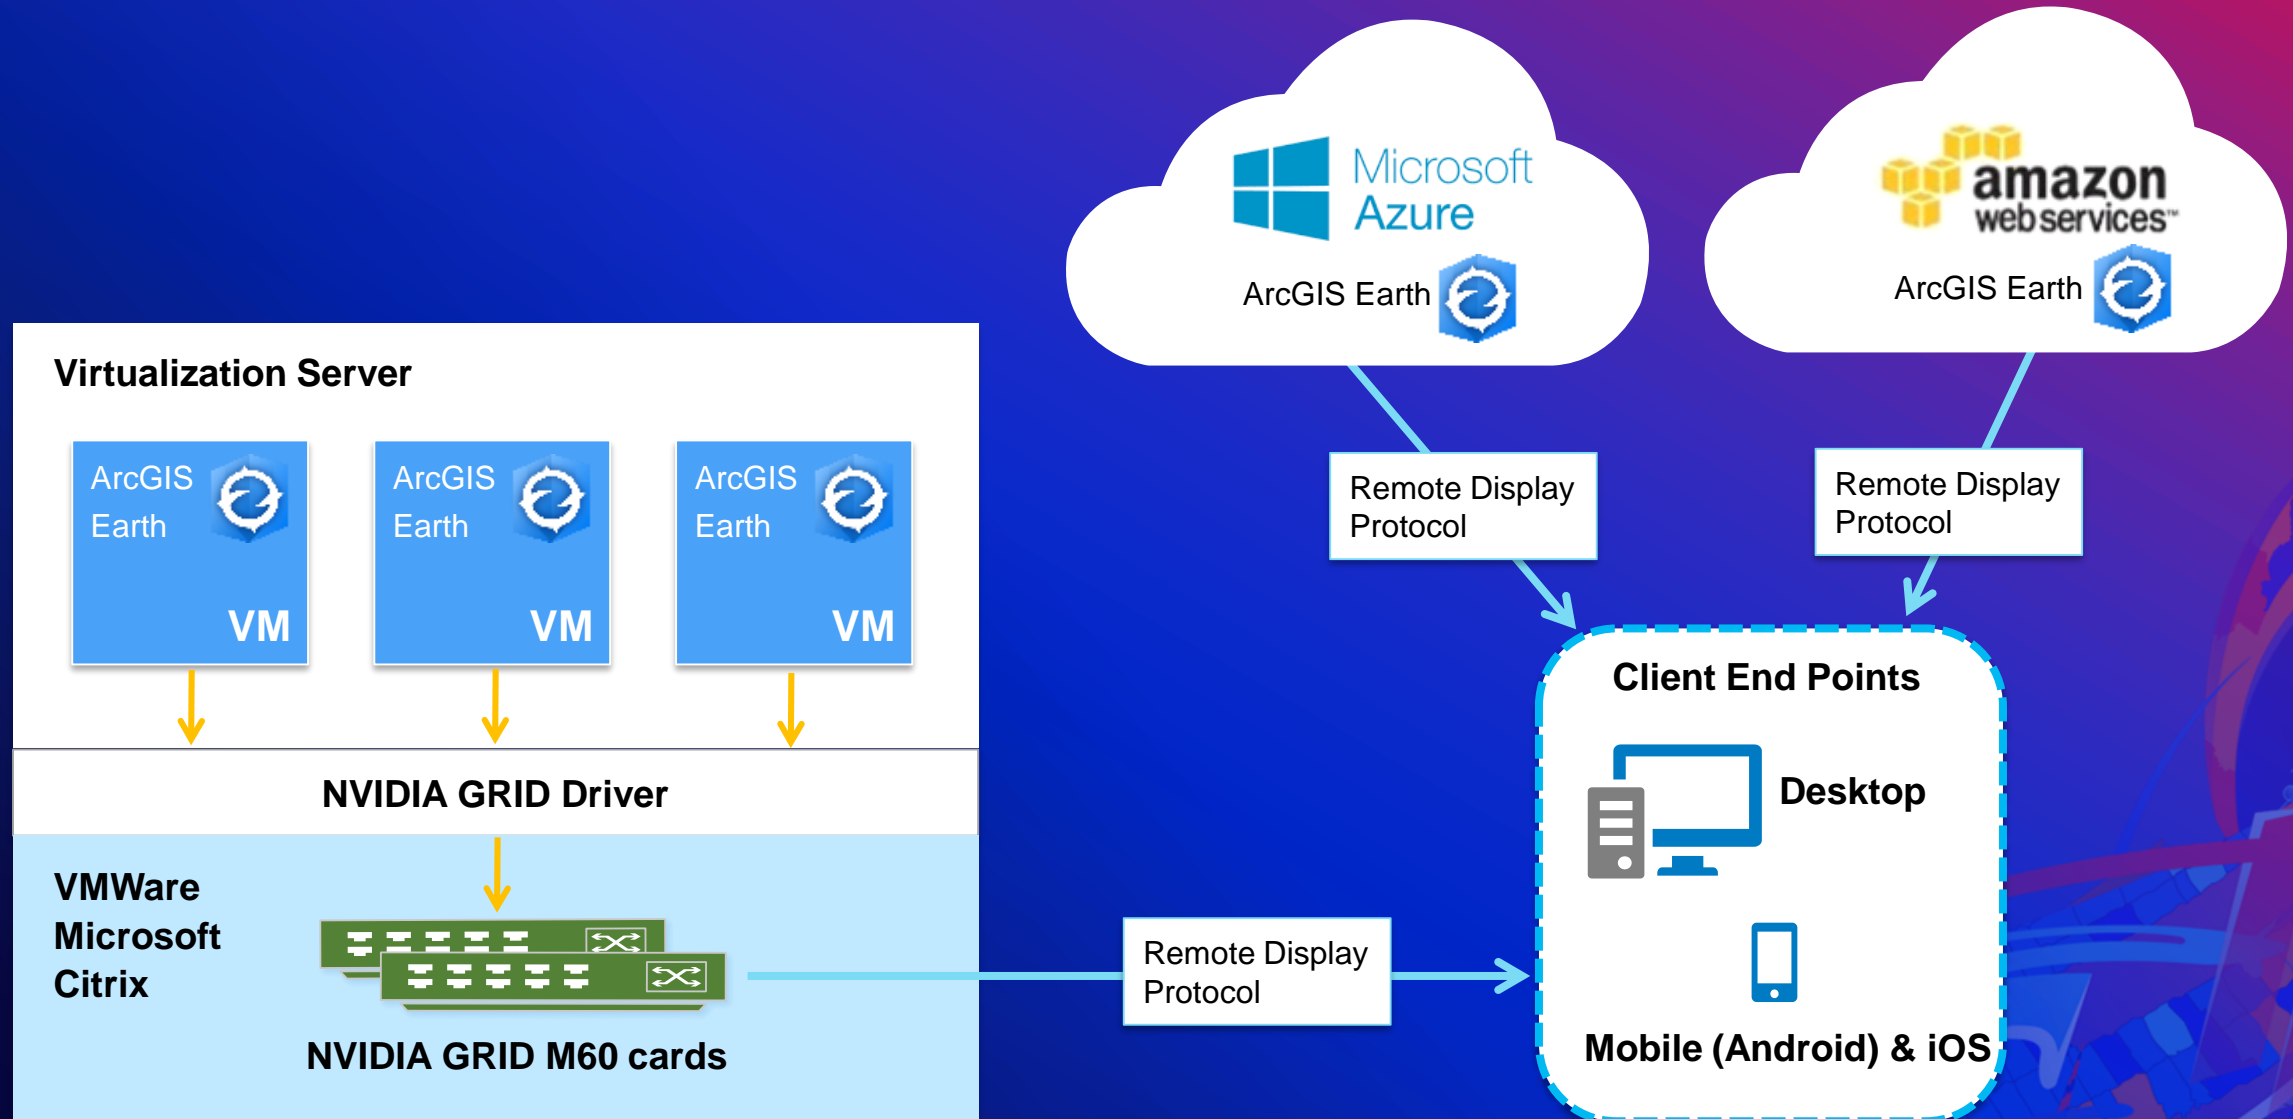 Microsoft
Azure
ArcGIS Earth
amazon
webservices™
ArcGIS Earth
Virtualization Server
ArcGIS
Earth
VM
ArcGIS
Earth
VM
ArcGIS
Earth
VM
Remote Display
Protocol
Remote Display
Protocol
NVIDIA GRID Driver
VMWare
Microsoft
Citrix
NVIDIA GRID M60 cards
Remote Display
Protocol
Client End Points
Desktop
Mobile (Android) & iOS